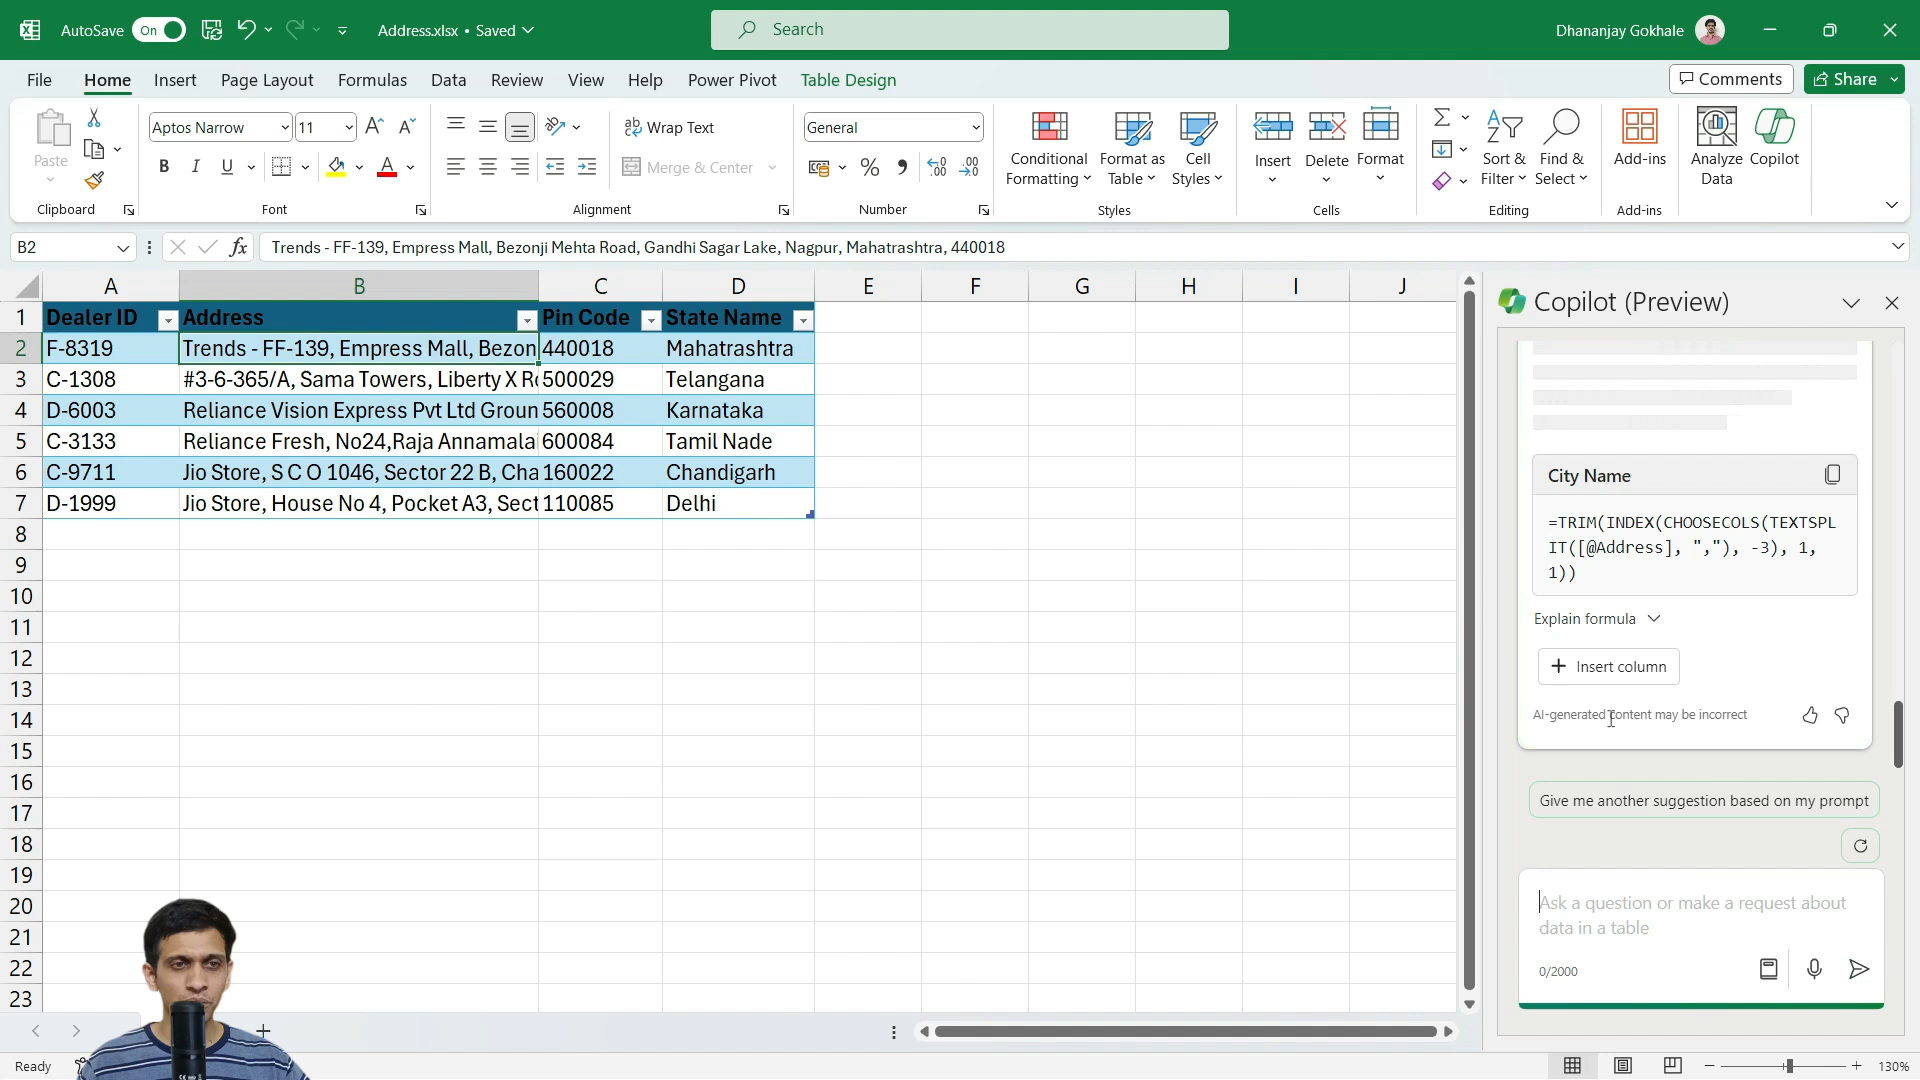 AutoSave On Address.xlsx • Saved Search Dhananjay Gokhale
File Home Insert Page Layout Formulas Data Review View Help Power Pivot Table Design Comments Share
Paste Aptos Narrow 11 Wrap Text General Conditional Formatting Format as Table Cell Styles Insert Delete Format Sort & Filter Find & Select Add-ins Analyze Data Copilot
B I U A Merge & Center % 
Clipboard Font Alignment Number Styles Cells Editing Add-ins
B2 fx Trends - FF-139, Empress Mall, Bezonji Mehta Road, Gandhi Sagar Lake, Nagpur, Mahatrashtra, 440018
A B C D E F G H I J
1 Dealer ID Address Pin Code State Name
2 F-8319 Trends - FF-139, Empress Mall, Bezon 440018 Mahatrashtra
3 C-1308 #3-6-365/A, Sama Towers, Liberty X Ro 500029 Telangana
4 D-6003 Reliance Vision Express Pvt Ltd Groun 560008 Karnataka
5 C-3133 Reliance Fresh, No24,Raja Annamala 600084 Tamil Nade
6 C-9711 Jio Store, S C O 1046, Sector 22 B, Cha 160022 Chandigarh
7 D-1999 Jio Store, House No 4, Pocket A3, Sect 110085 Delhi
8
9
10
11
12
13
14
15
16
17
18
19
20
21
22
23
Copilot (Preview)
City Name
=TRIM(INDEX(CHOOSECOLS(TEXTSPL
IT([@Address], ","), -3), 1,
1))
Explain formula
+ Insert column
AI-generated content may be incorrect
Give me another suggestion based on my prompt
Ask a question or make a request about
data in a table
0/2000
Ready 130%